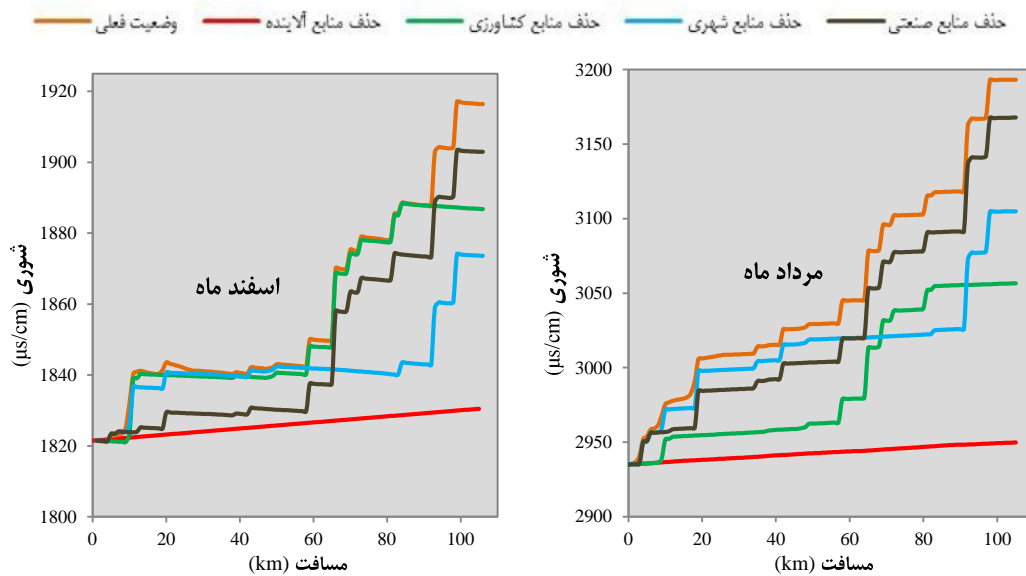 حذف منابع صنعتی
حذف منابع شهری
حذف منابع کشاورزی
حذف منابع آلاینده
وضعیت فعلی
1920
1900
1880
1860
1840
1820
1800
شوری (µs/cm)
اسفند ماه
0 20 40 60 80 100
مسافت (km)
3200
3150
3100
3050
3000
2950
2900
شوری (µs/cm)
مرداد ماه
0 20 40 60 80 100
مسافت (km)